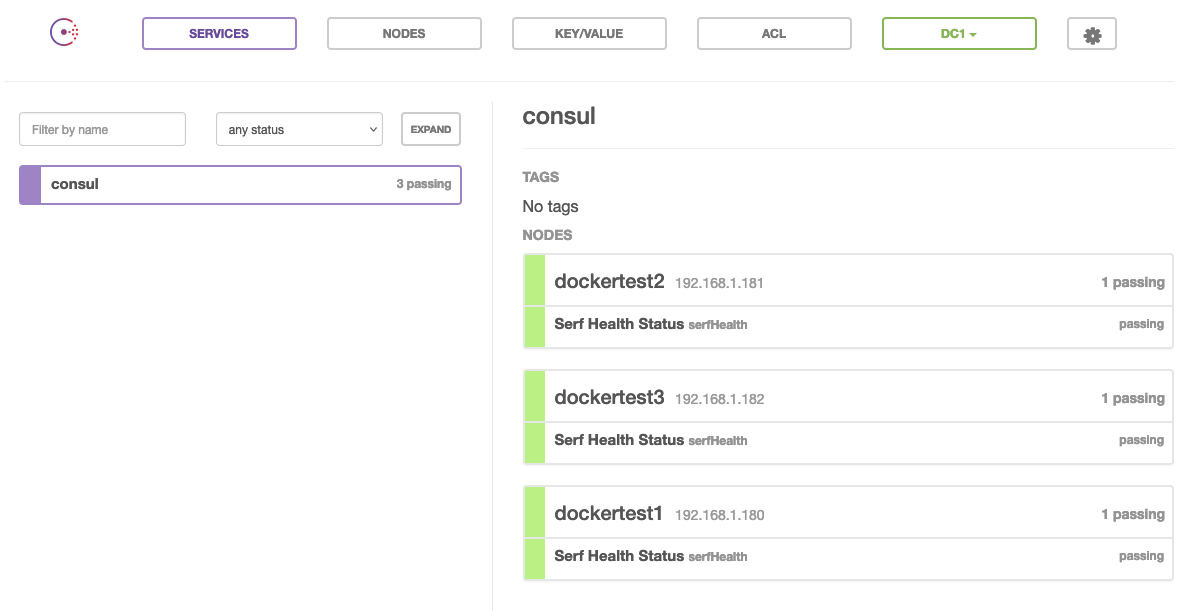 SERVICES NODES KEY/VALUE ACL DC1
Filter by name any status EXPAND
consul 3 passing
consul
TAGS
No tags
NODES
dockertest2 192.168.1.181 1 passing
Serf Health Status serfHealth passing
dockertest3 192.168.1.182 1 passing
Serf Health Status serfHealth passing
dockertest1 192.168.1.180 1 passing
Serf Health Status serfHealth passing